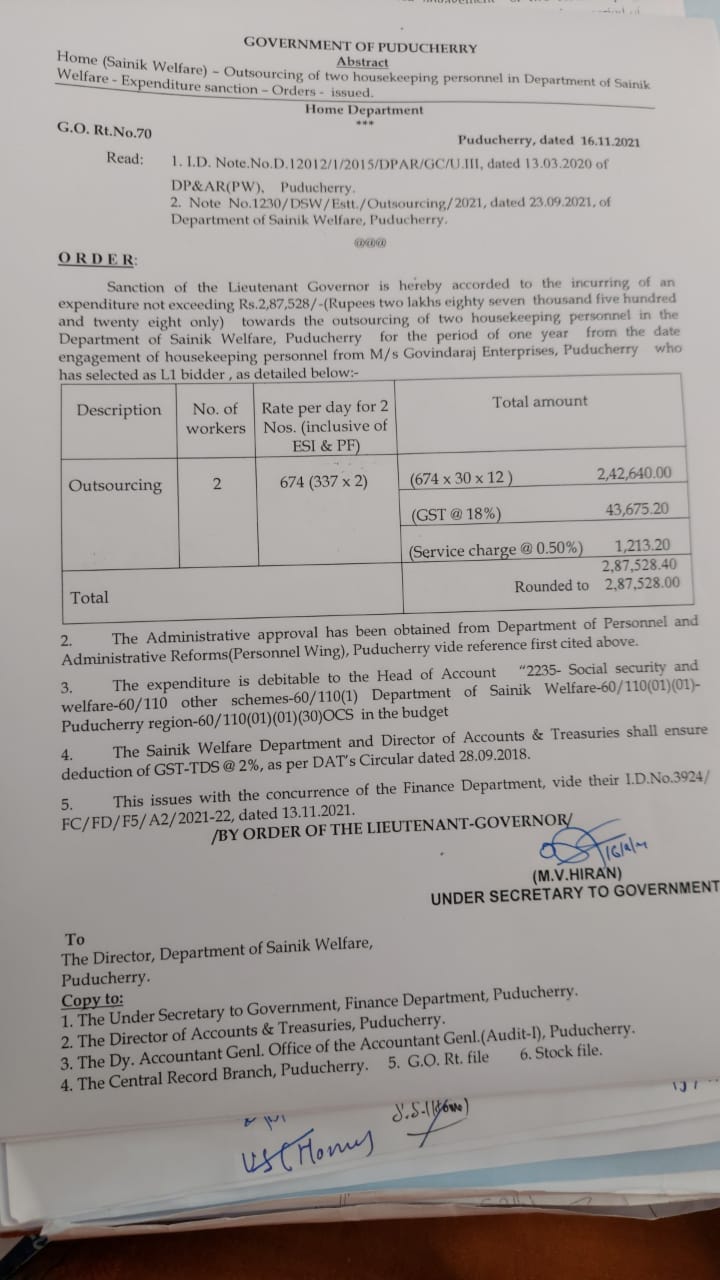 GOVERNMENT OF PUDUCHERRY
Abstract
Home (Sainik Welfare) – Outsourcing of two housekeeping personnel in Department of Sainik
Welfare - Expenditure sanction – Orders - issued.
Home Department
***
G.O. Rt.No.70
Puducherry, dated 16.11.2021
Read: 1. I.D. Note.No.D.12012/1/2015/DPAR/GC/U.III, dated 13.03.2020 of
DP&AR(PW), Puducherry.
2. Note No.1230/DSW/Estt./Outsourcing/2021, dated 23.09.2021, of
Department of Sainik Welfare, Puducherry.
@@@
ORDER:
Sanction of the Lieutenant Governor is hereby accorded to the incurring of an
expenditure not exceeding Rs.2,87,528/-(Rupees two lakhs eighty seven thousand five hundred
and twenty eight only) towards the outsourcing of two housekeeping personnel in the
Department of Sainik Welfare, Puducherry for the period of one year from the date
engagement of housekeeping personnel from M/s Govindaraj Enterprises, Puducherry who
has selected as L1 bidder , as detailed below:-
Description No. of workers Rate per day for 2 Nos. (inclusive of ESI & PF) Total amount
Outsourcing 2 674 (337 x 2) (674 x 30 x 12 ) 2,42,640.00
(GST @ 18%) 43,675.20
(Service charge @ 0.50%) 1,213.20
2,87,528.40
Total Rounded to 2,87,528.00
2. The Administrative approval has been obtained from Department of Personnel and
Administrative Reforms(Personnel Wing), Puducherry vide reference first cited above.
3. The expenditure is debitable to the Head of Account "2235- Social security and
welfare-60/110 other schemes-60/110(1) Department of Sainik Welfare-60/110(01)(01)-
Puducherry region-60/110(01)(01)(30)OCS in the budget
4. The Sainik Welfare Department and Director of Accounts & Treasuries shall ensure
deduction of GST-TDS @ 2%, as per DAT's Circular dated 28.09.2018.
5. This issues with the concurrence of the Finance Department, vide their I.D.No.3924/
FC/FD/F5/A2/2021-22, dated 13.11.2021.
/BY ORDER OF THE LIEUTENANT-GOVERNOR/
(M.V.HIRAN)
UNDER SECRETARY TO GOVERNMENT
To
The Director, Department of Sainik Welfare,
Puducherry.
Copy to:
1. The Under Secretary to Government, Finance Department, Puducherry.
2. The Director of Accounts & Treasuries, Puducherry.
3. The Dy. Accountant Genl. Office of the Accountant Genl.(Audit-I), Puducherry.
4. The Central Record Branch, Puducherry. 5. G.O. Rt. file 6. Stock file.